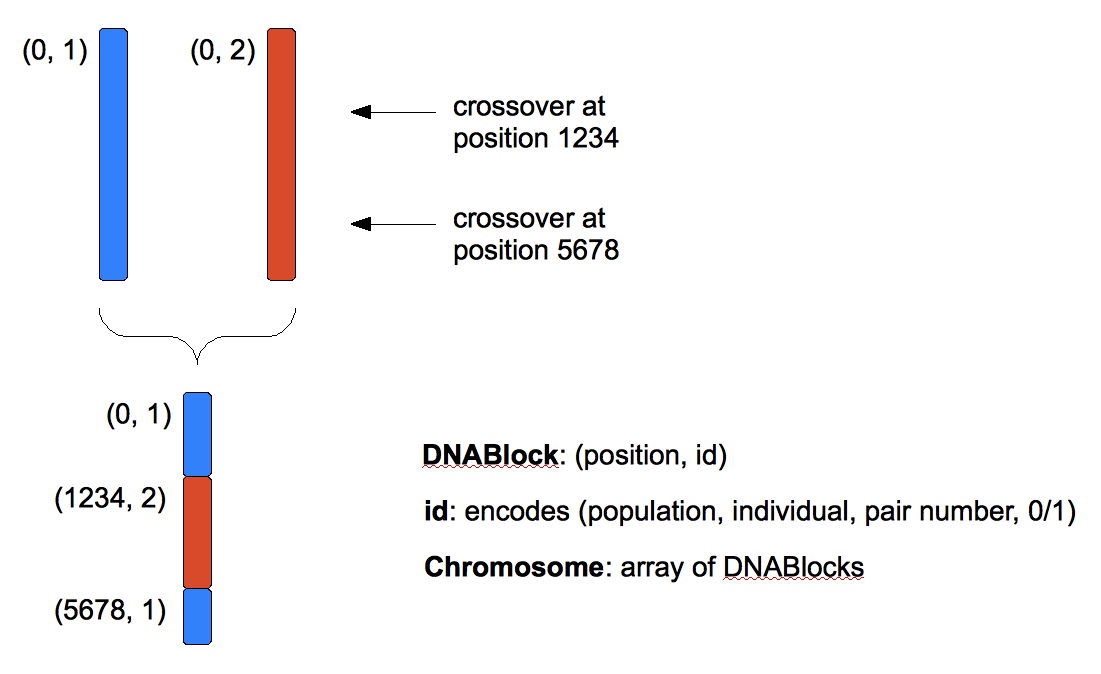 (0, 1)
(0, 2)
crossover at
position 1234
crossover at
position 5678
(0, 1)
(1234, 2)
(5678, 1)
DNABlock: (position, id)
id: encodes (population, individual, pair number, 0/1)
Chromosome: array of DNABlocks